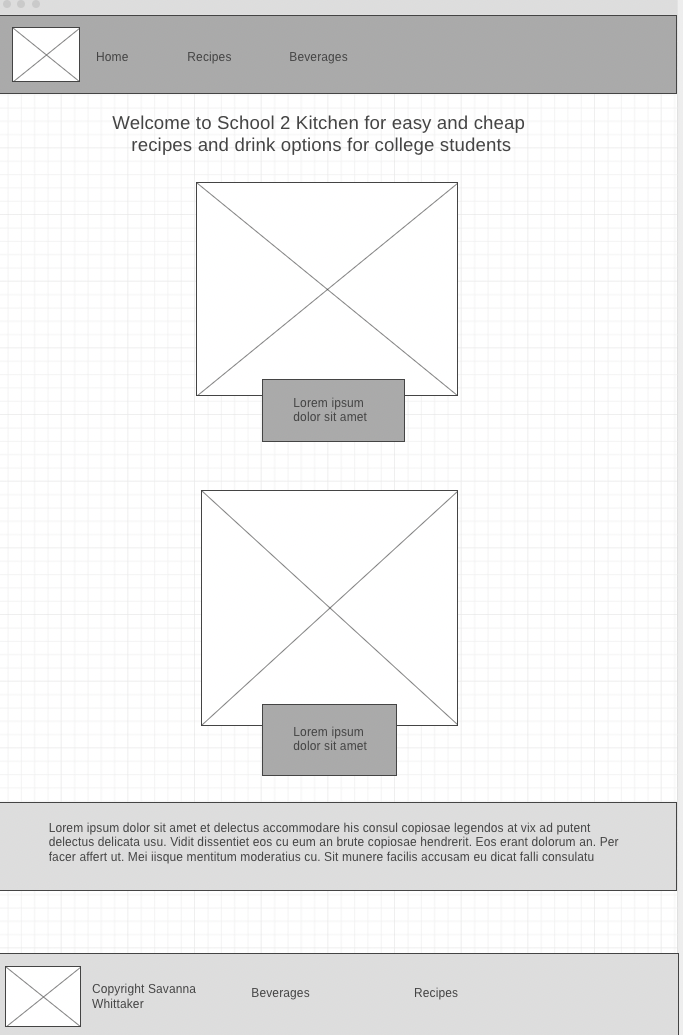 Home Recipes Beverages
Welcome to School 2 Kitchen for easy and cheap
recipes and drink options for college students
Lorem ipsum
dolor sit amet
Lorem ipsum
dolor sit amet
Lorem ipsum dolor sit amet et delectus accommodare his consul copiosae legendos at vix ad putent
delectus delicata usu. Vidit dissentiet eos cu eum an brute copiosae hendrerit. Eos erant dolorum an. Per
facer affert ut. Mei iisque mentitum moderatius cu. Sit munere facilis accusam eu dicat falli consulatu
Copyright Savanna
Whittaker
Beverages Recipes